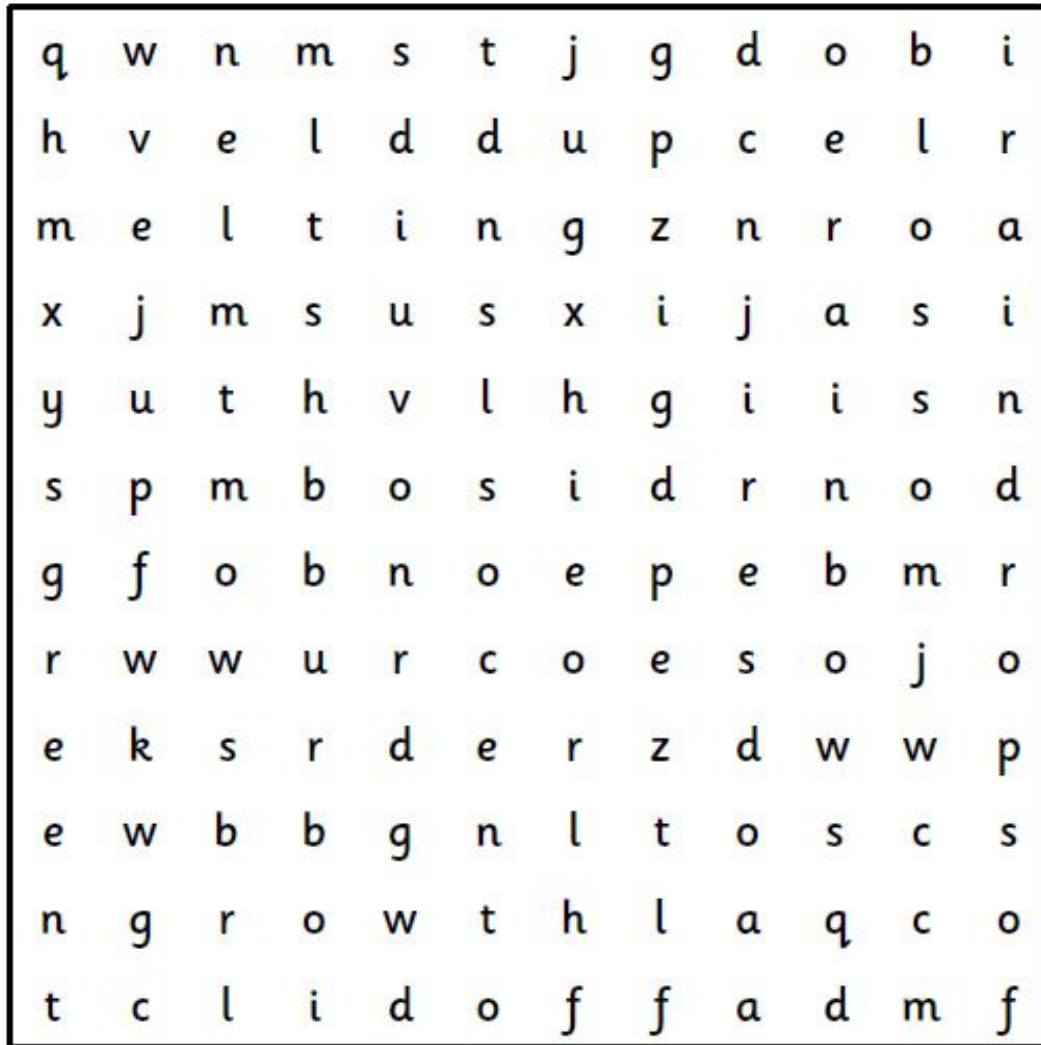 q w n m s t j g d o b i
h v e l d d u p c e l r
m e l t i n g z n r o a
x j m s u s x i j a s i
y u t h v l h g i i s n
s p m b o s i d r n o d
g f o b n o e p e b m r
r w w u r c o e s o j o
e k s r d e r z d w w p
e w b b g n l t o s c s
n g r o w t h l a q c o
t c l i d o f f a d m f